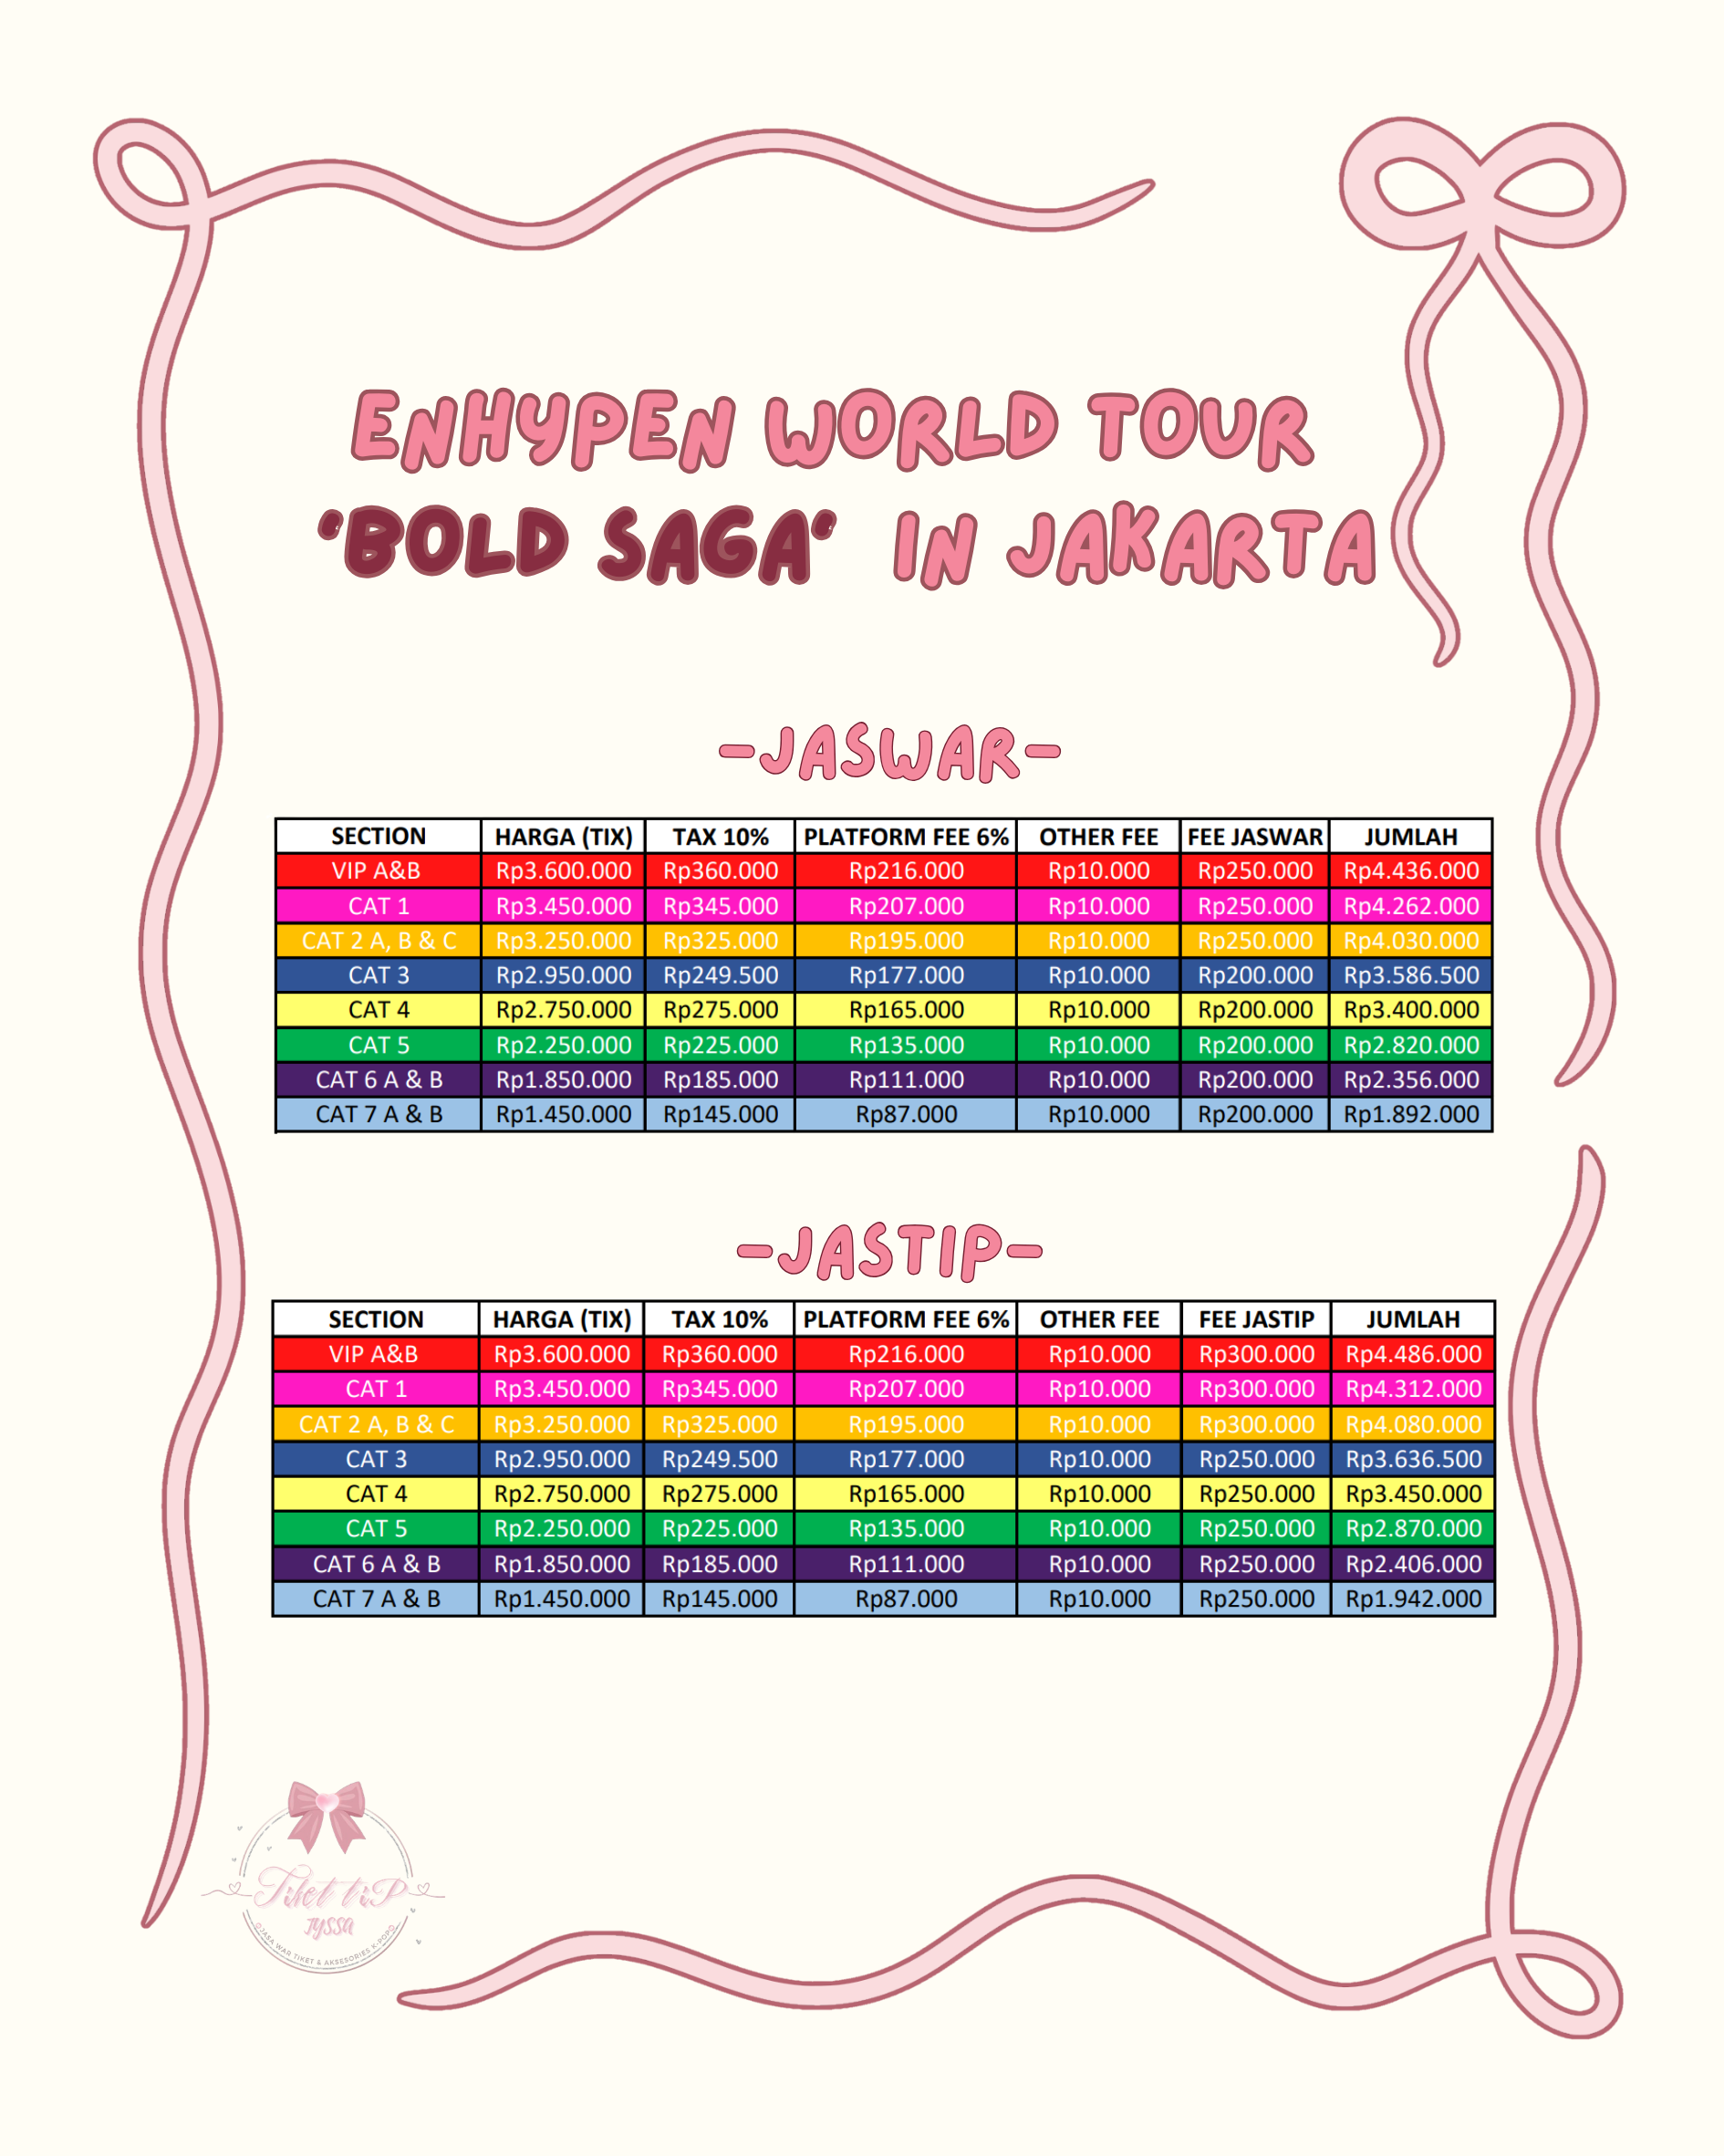 ENHYPEN WORLD TOUR
'BOLD SAGA' IN JAKARTA
-JASWAR-
SECTION HARGA (TIX) TAX 10% PLATFORM FEE 6% OTHER FEE FEE JASWAR JUMLAH
VIP A&B Rp3.600.000 Rp360.000 Rp216.000 Rp10.000 Rp250.000 Rp4.436.000
CAT 1 Rp3.450.000 Rp345.000 Rp207.000 Rp10.000 Rp250.000 Rp4.262.000
CAT 2 A, B & C Rp3.250.000 Rp325.000 Rp195.000 Rp10.000 Rp250.000 Rp4.030.000
CAT 3 Rp2.950.000 Rp249.500 Rp177.000 Rp10.000 Rp200.000 Rp3.586.500
CAT 4 Rp2.750.000 Rp275.000 Rp165.000 Rp10.000 Rp200.000 Rp3.400.000
CAT 5 Rp2.250.000 Rp225.000 Rp135.000 Rp10.000 Rp200.000 Rp2.820.000
CAT 6 A & B Rp1.850.000 Rp185.000 Rp111.000 Rp10.000 Rp200.000 Rp2.356.000
CAT 7 A & B Rp1.450.000 Rp145.000 Rp87.000 Rp10.000 Rp200.000 Rp1.892.000
-JASTIP-
SECTION HARGA (TIX) TAX 10% PLATFORM FEE 6% OTHER FEE FEE JASTIP JUMLAH
VIP A&B Rp3.600.000 Rp360.000 Rp216.000 Rp10.000 Rp300.000 Rp4.486.000
CAT 1 Rp3.450.000 Rp345.000 Rp207.000 Rp10.000 Rp300.000 Rp4.312.000
CAT 2 A, B & C Rp3.250.000 Rp325.000 Rp195.000 Rp10.000 Rp300.000 Rp4.080.000
CAT 3 Rp2.950.000 Rp249.500 Rp177.000 Rp10.000 Rp250.000 Rp3.636.500
CAT 4 Rp2.750.000 Rp275.000 Rp165.000 Rp10.000 Rp250.000 Rp3.450.000
CAT 5 Rp2.250.000 Rp225.000 Rp135.000 Rp10.000 Rp250.000 Rp2.870.000
CAT 6 A & B Rp1.850.000 Rp185.000 Rp111.000 Rp10.000 Rp250.000 Rp2.406.000
CAT 7 A & B Rp1.450.000 Rp145.000 Rp87.000 Rp10.000 Rp250.000 Rp1.942.000
Tiket tiP
TYSSA
WAR TIKET & AKSESORIES